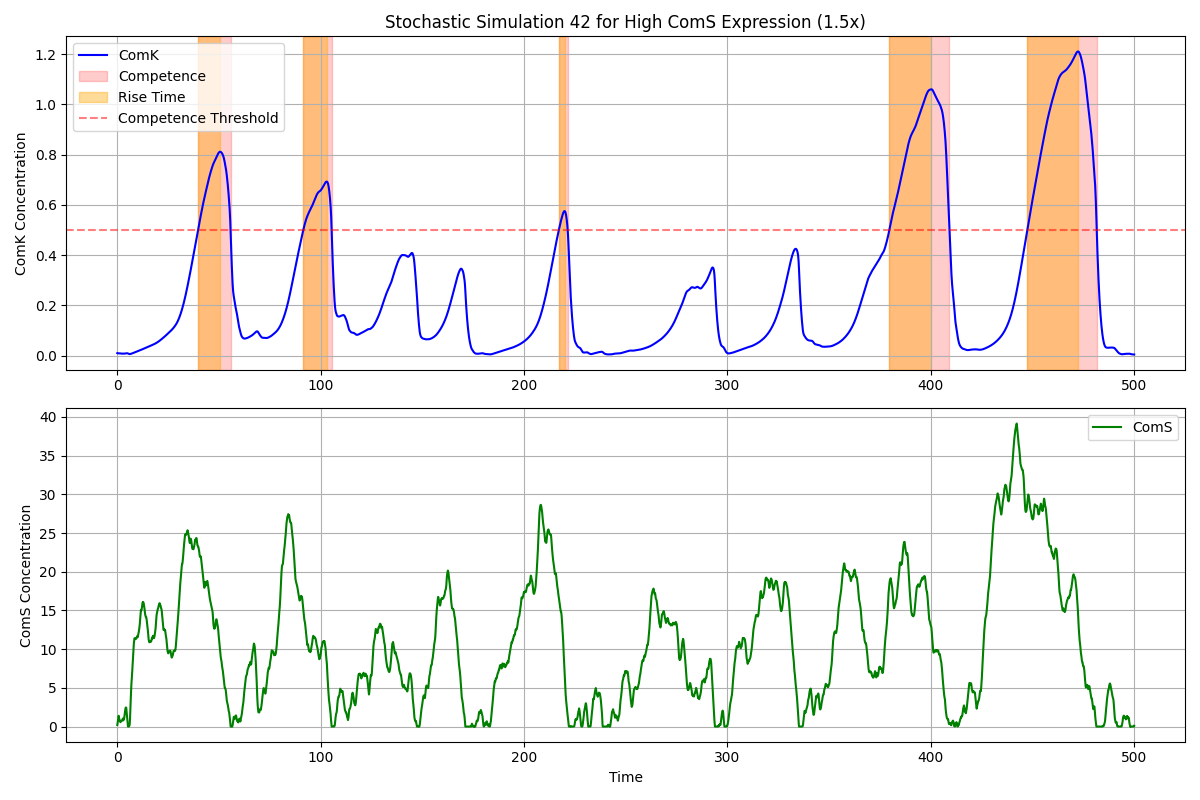 Stochastic Simulation 42 for High ComS Expression (1.5x)
ComK
Competence
Rise Time
Competence Threshold
ComK Concentration
1.2
1.0
0.8
0.6
0.4
0.2
0.0
0 100 200 300 400 500
ComS
ComS Concentration
40
35
30
25
20
15
10
5
0
0 100 200 300 400 500
Time